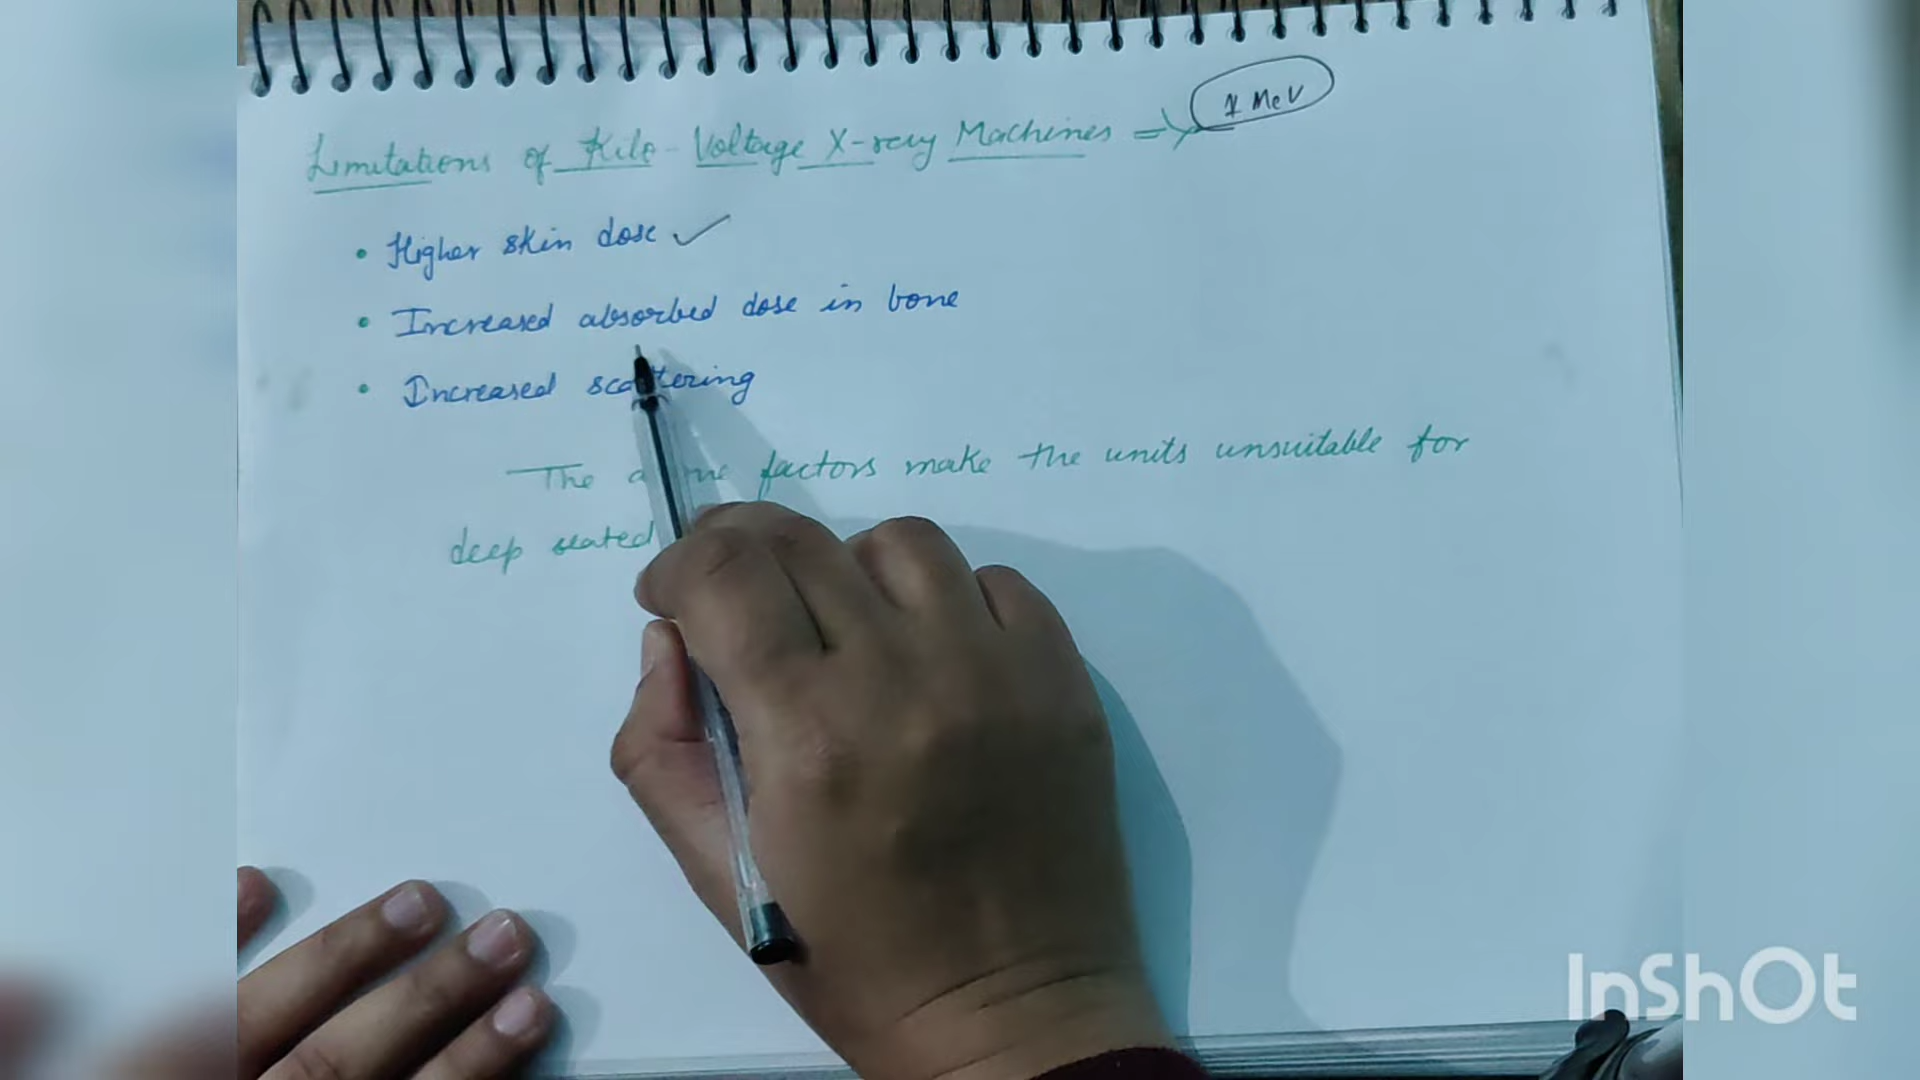 1 MeV
Limitations of Kilo-Voltage X-ray Machines =>
• Higher skin dose ✓
• Increased absorbed dose in bone
• Increased scattering
The factors make the units unsuitable for
deep seated
InShOt